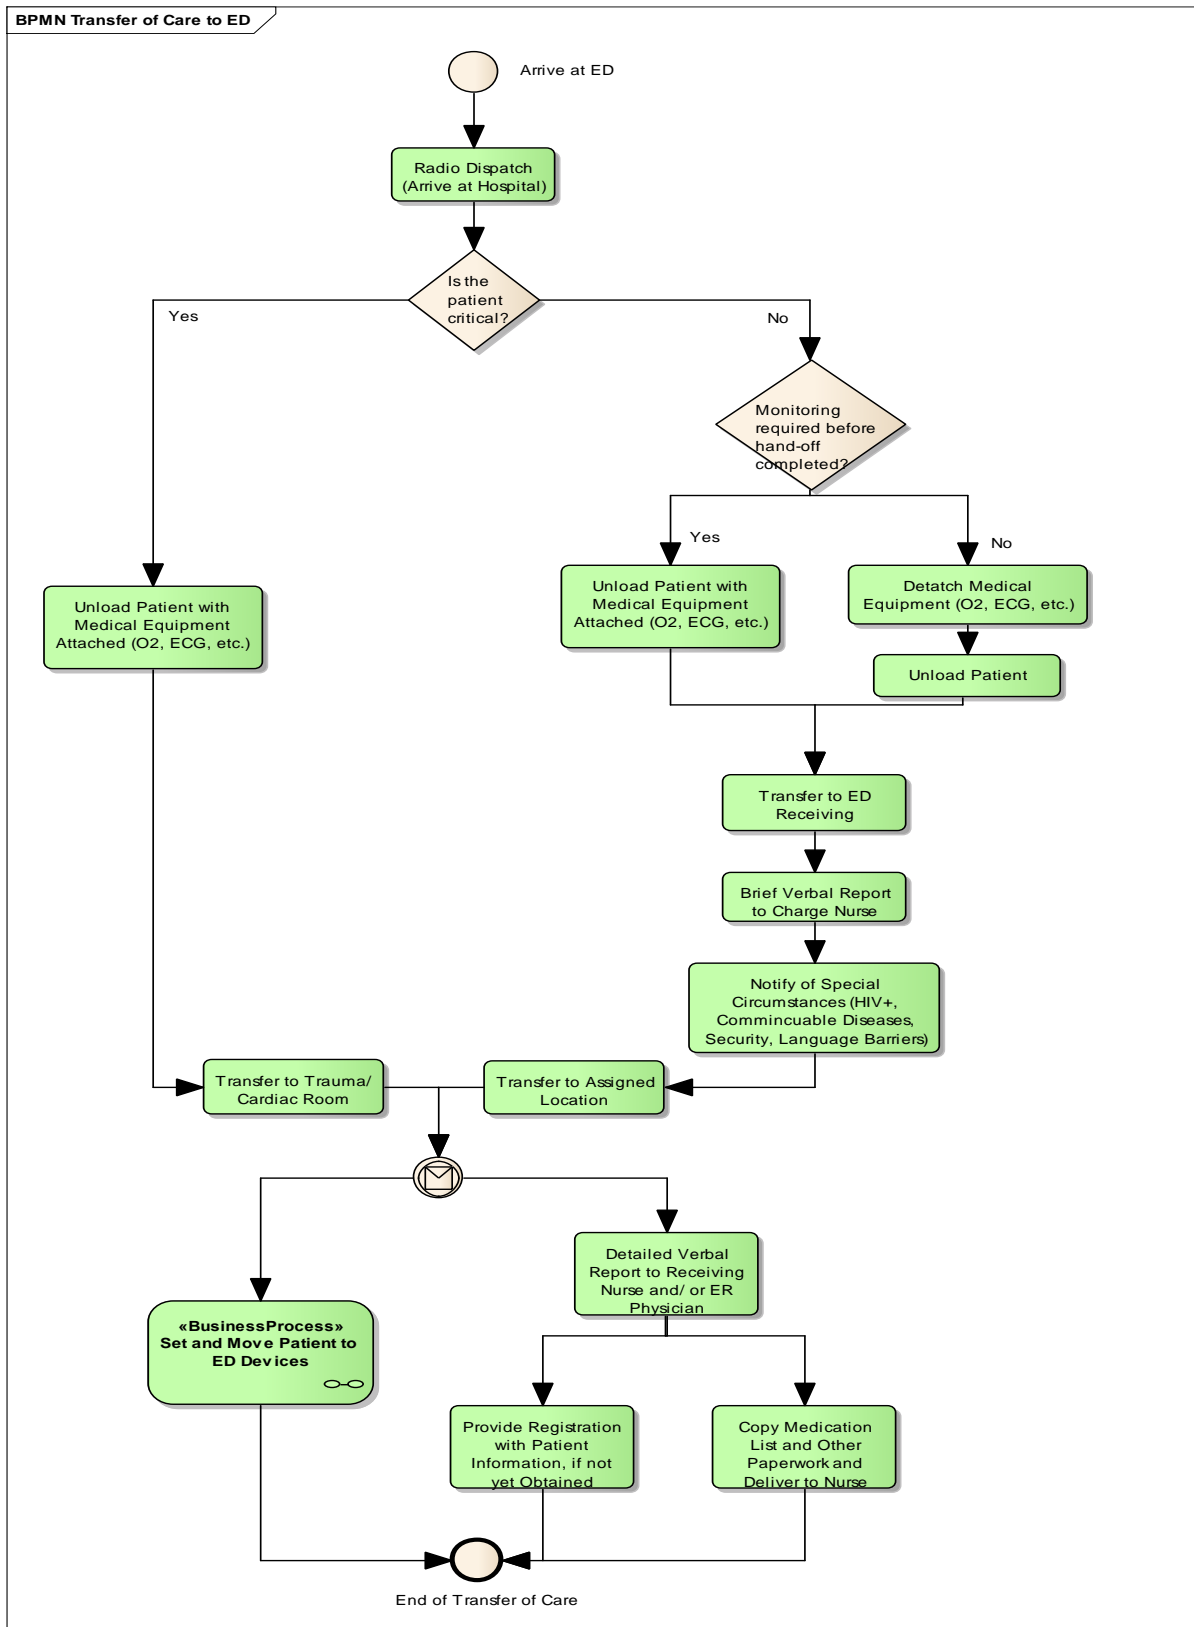 BPMN Transfer of Care to ED
Arrive at ED
Radio Dispatch
(Arrive at Hospital)
Is the
patient
critical?
Yes
No
Monitoring
required before
hand-off
completed?
Yes
No
Unload Patient with
Medical Equipment
Attached (O2, ECG, etc.)
Unload Patient with
Medical Equipment
Attached (O2, ECG, etc.)
Detatch Medical
Equipment (O2, ECG, etc.)
Unload Patient
Transfer to ED
Receiving
Brief Verbal Report
to Charge Nurse
Notify of Special
Circumstances (HIV+,
Commincuable Diseases,
Security, Language Barriers)
Transfer to Trauma/
Cardiac Room
Transfer to Assigned
Location
Detailed Verbal
Report to Receiving
Nurse and/ or ER
Physician
«BusinessProcess»
Set and Move Patient to
ED Devices
Provide Registration
with Patient
Information, if not
yet Obtained
Copy Medication
List and Other
Paperwork and
Deliver to Nurse
End of Transfer of Care